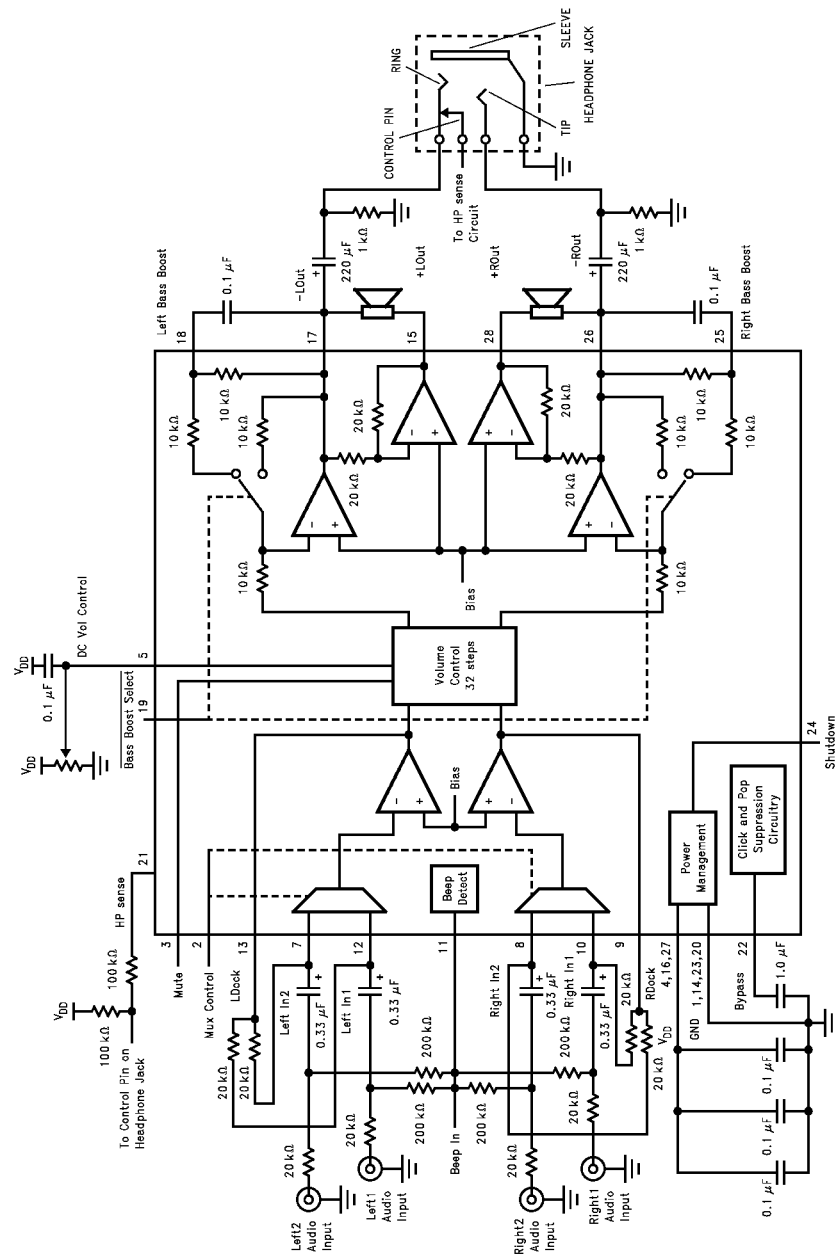 To Control Pin on
Headphone Jack
100 kΩ
VDD
100 kΩ
HP sense
21
VDD
0.1 μF
VDD
DC Vol Control
5
Bass Boost Select
19
Mute
3
Mux Control
2
LDock
13
20 kΩ
20 kΩ
Left In2
7
0.33 μF
Left In1
12
0.33 μF
Left2
Audio
Input
20 kΩ
Left1
Audio
Input
20 kΩ
200 kΩ
200 kΩ
Beep In
11
Beep
Detect
200 kΩ
200 kΩ
Right2
Audio
Input
20 kΩ
Right1
Audio
Input
20 kΩ
Right In2
8
0.33 μF
Right In1
10
0.33 μF
20 kΩ
20 kΩ
RDock
9
VDD
4,16,27
GND
1,14,23,20
Bypass
22
1.0 μF
0.1 μF
0.1 μF
0.1 μF
Power
Management
Click and Pop
Suppression
Circuitry
24
Shutdown
Bias
Volume
Control
32 steps
-
+
+
-
10 kΩ
10 kΩ
Bias
-
+
+
-
10 kΩ
10 kΩ
10 kΩ
20 kΩ
20 kΩ
-
+
+
-
20 kΩ
20 kΩ
10 kΩ
10 kΩ
10 kΩ
18
Left Bass Boost
0.1 μF
17
-LOut
+
220 μF
1 kΩ
15
+LOut
28
+ROut
26
-ROut
+
220 μF
1 kΩ
25
Right Bass Boost
0.1 μF
To HP sense
Circuit
CONTROL PIN
RING
SLEEVE
TIP
HEADPHONE JACK
+
+
+
+